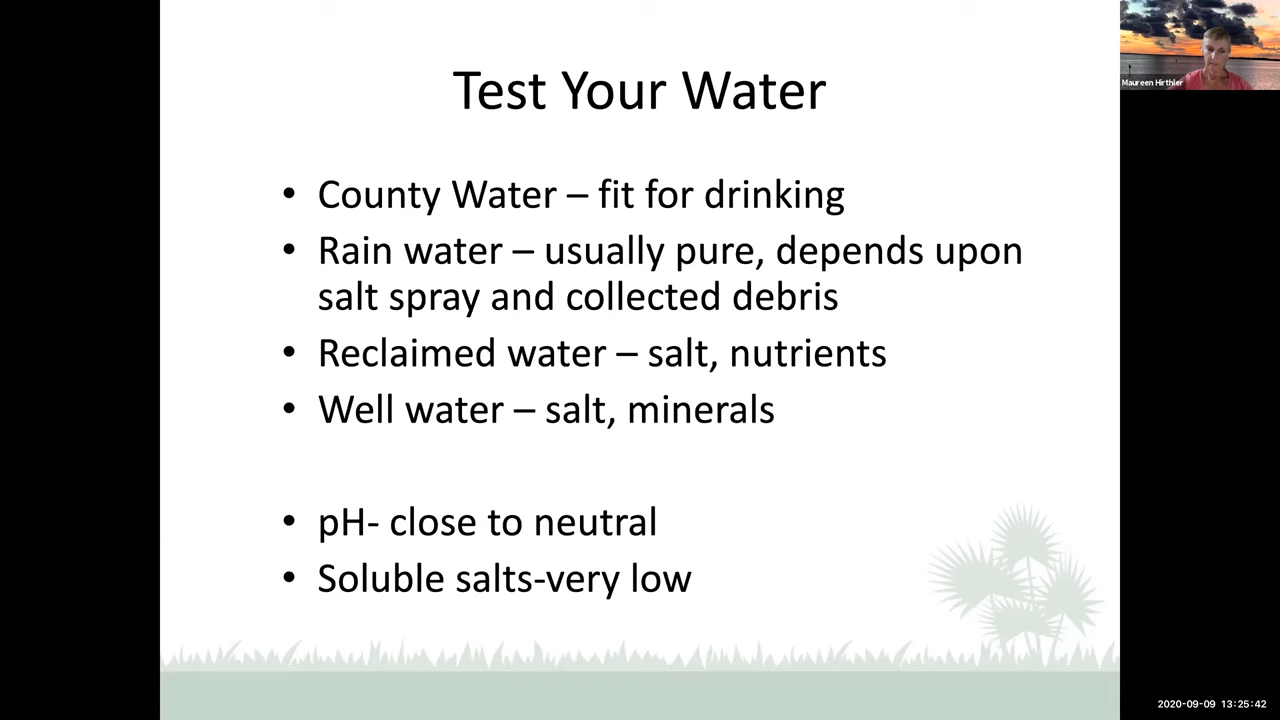 Test Your Water
• County Water – fit for drinking
• Rain water – usually pure, depends upon
salt spray and collected debris
• Reclaimed water – salt, nutrients
• Well water – salt, minerals
• pH- close to neutral
• Soluble salts-very low
Maureen Hirthler
2020-09-09 13:25:42